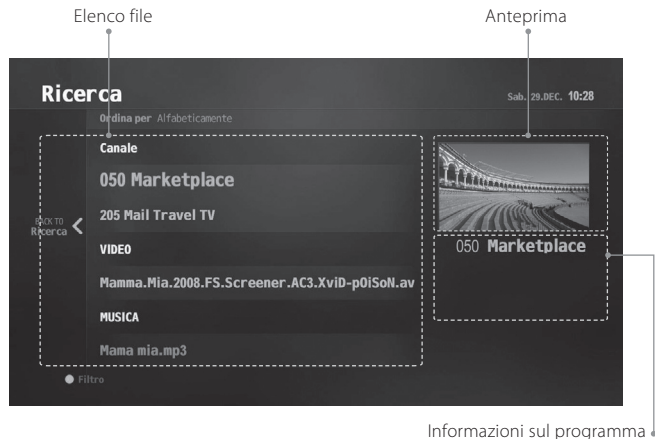 Elenco file
Anteprima
Ricerca
Sab. 29.DEC. 10:28
Ordina per Alfabeticamente
Canale
050 Marketplace
205 Mail Travel TV
BACK TO
Ricerca
VIDEO
050 Marketplace
Mamma.Mia.2008.FS.Screener.AC3.XviD-pOiSoN.av
MUSICA
Mama mia.mp3
Filtro
Informazioni sul programma